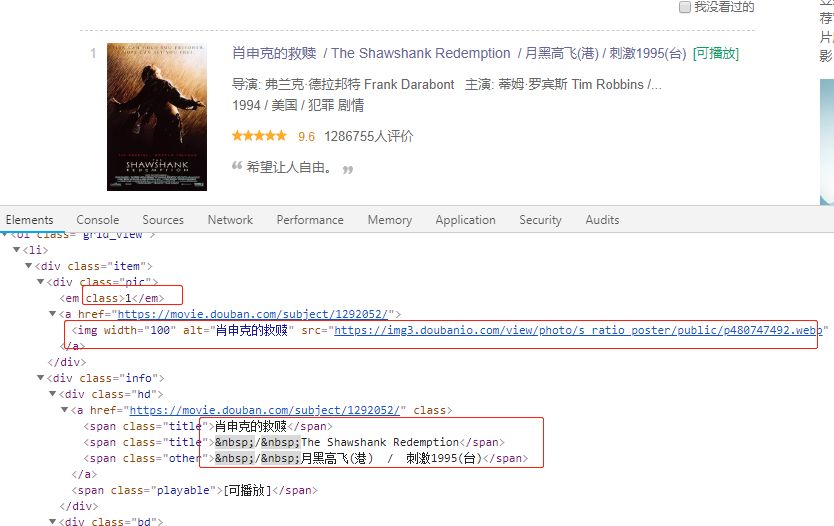 我没看过的
1
肖申克的救赎 / The Shawshank Redemption / 月黑高飞(港) / 刺激1995(台) [可播放]
导演: 弗兰克·德拉邦特 Frank Darabont 主演: 蒂姆·罗宾斯 Tim Robbins /...
1994 / 美国 / 犯罪 剧情
9.6 1286755人评价
“ 希望让人自由。 ”
THE
SHAWSHANK
REDEMPTION
荐
片
影
Elements Console Sources Network Performance Memory Application Security Audits
<ol class="grid_view">
<li>
<div class="item">
<div class="pic">
<em class>1</em>
<a href="https://movie.douban.com/subject/1292052/">
<img width="100" alt="肖申克的救赎" src="https://img3.doubanio.com/view/photo/s_ratio_poster/public/p480747492.webp"
</a>
</div>
<div class="info">
<div class="hd">
<a href="https://movie.douban.com/subject/1292052/" class>
<span class="title">肖申克的救赎</span>
<span class="title">&nbsp;/&nbsp;The Shawshank Redemption</span>
<span class="other">&nbsp;/&nbsp;月黑高飞(港) / 刺激1995(台)</span>
</a>
<span class="playable">[可播放]</span>
</div>
<div class="bd">